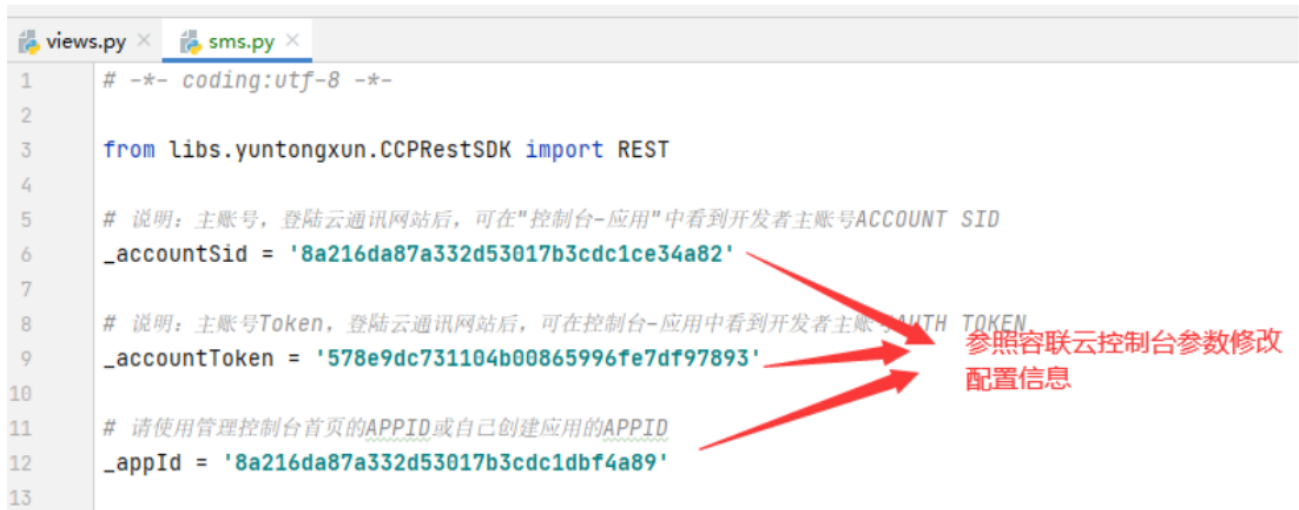 views.py
sms.py
1 # -*- coding:utf-8 -*-
2
3 from libs.yuntongxun.CCPRestSDK import REST
4
5 # 说明：主账号，登陆云通讯网站后，可在"控制台-应用"中看到开发者主账号ACCOUNT SID
6 _accountSid = '8a216da87a332d53017b3cdc1ce34a82'
7
8 # 说明：主账号Token，登陆云通讯网站后，可在控制台-应用中看到开发者主账号AUTH TOKEN
9 _accountToken = '578e9dc731104b00865996fe7df97893'
10
11 # 请使用管理控制台首页的APPID或自己创建应用的APPID
12 _appId = '8a216da87a332d53017b3cdc1dbf4a89'
13
参照容联云控制台参数修改
配置信息